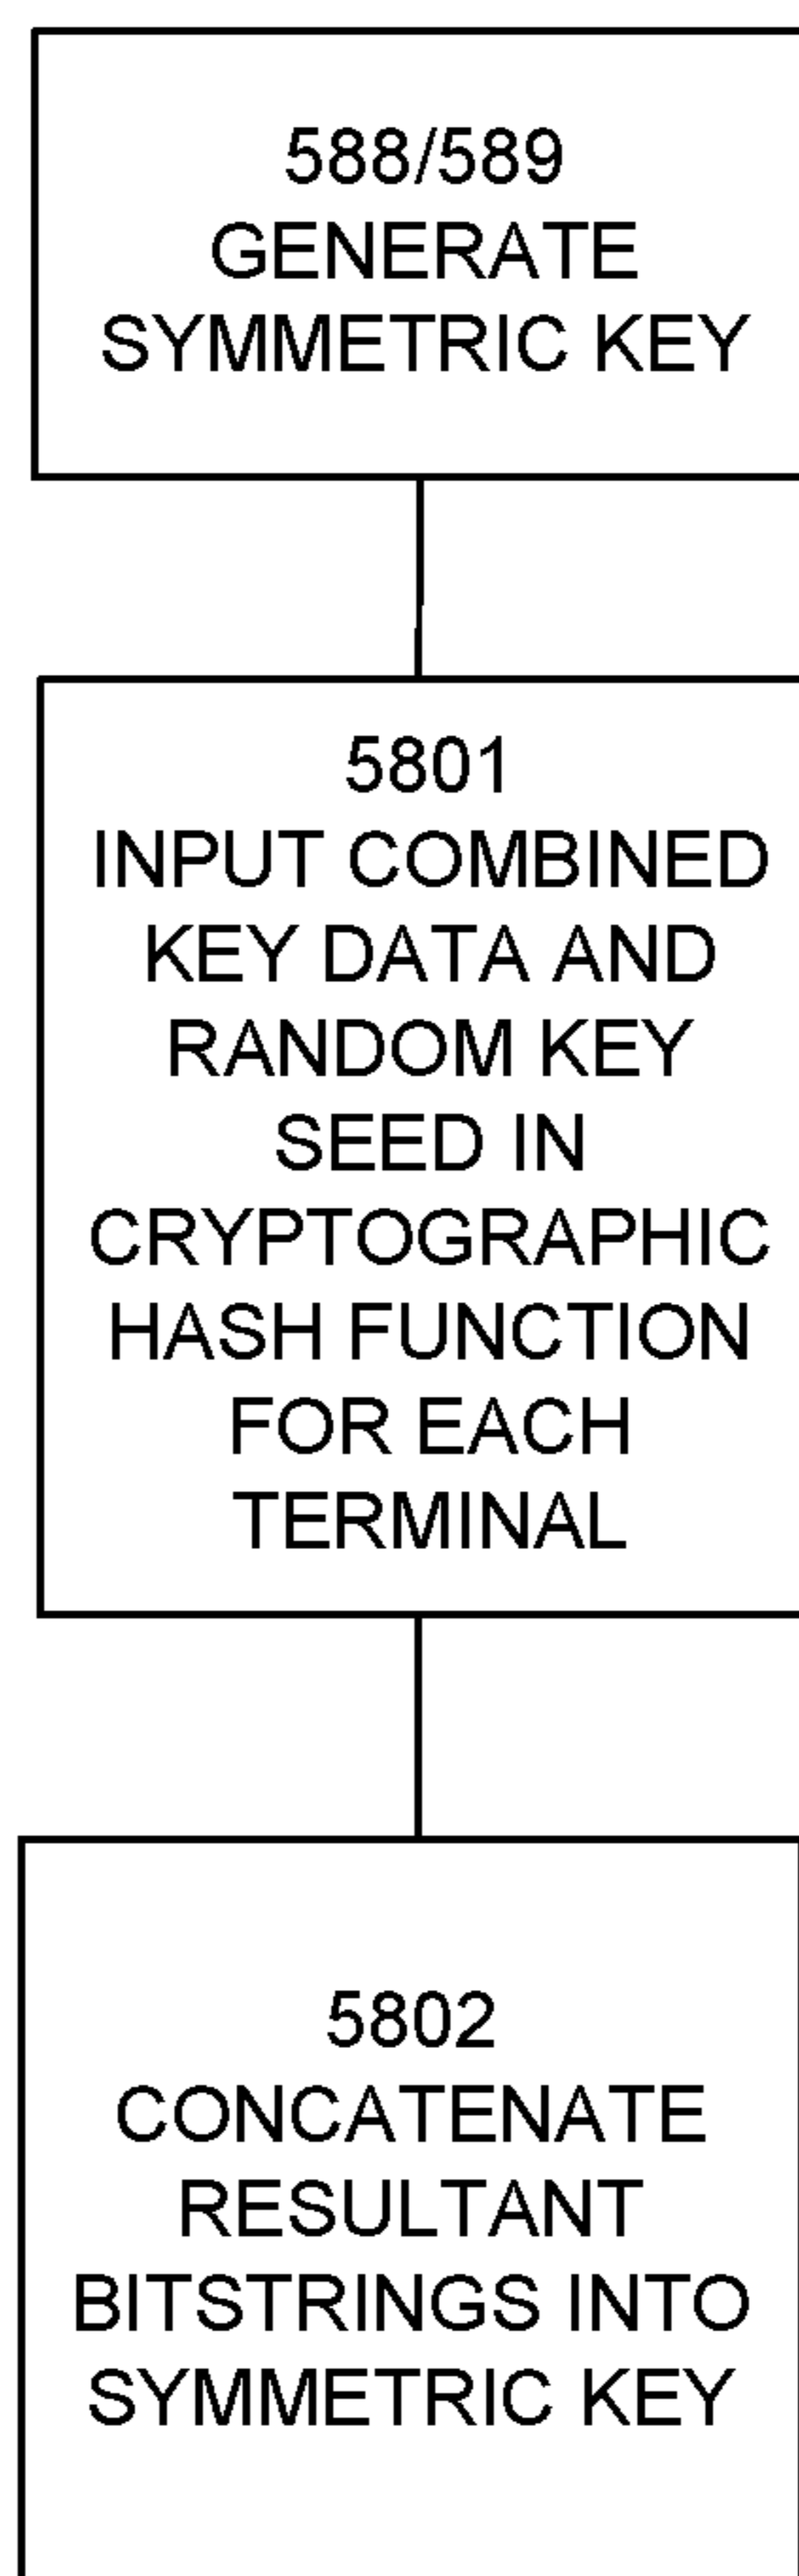 588/589
GENERATE
SYMMETRIC KEY
5801
INPUT COMBINED
KEY DATA AND
RANDOM KEY
SEED IN
CRYPTOGRAPHIC
HASH FUNCTION
FOR EACH
TERMINAL
5802
CONCATENATE
RESULTANT
BITSTRINGS INTO
SYMMETRIC KEY